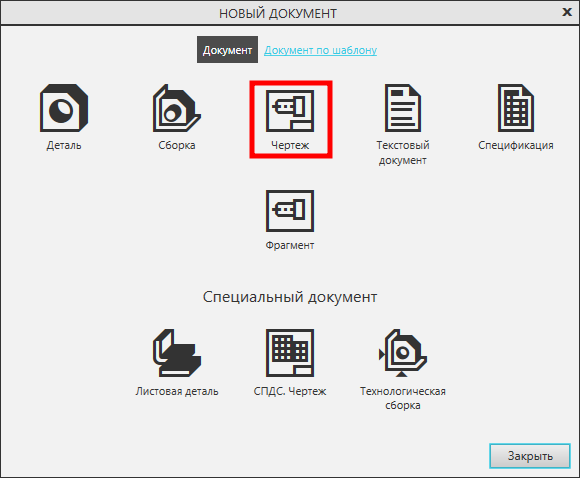 НОВЫЙ ДОКУМЕНТ
Документ Документ по шаблону
Деталь Сборка Чертеж Текстовый документ Спецификация
Фрагмент
Специальный документ
Листовая деталь СПДС. Чертеж Технологическая сборка
Закрыть